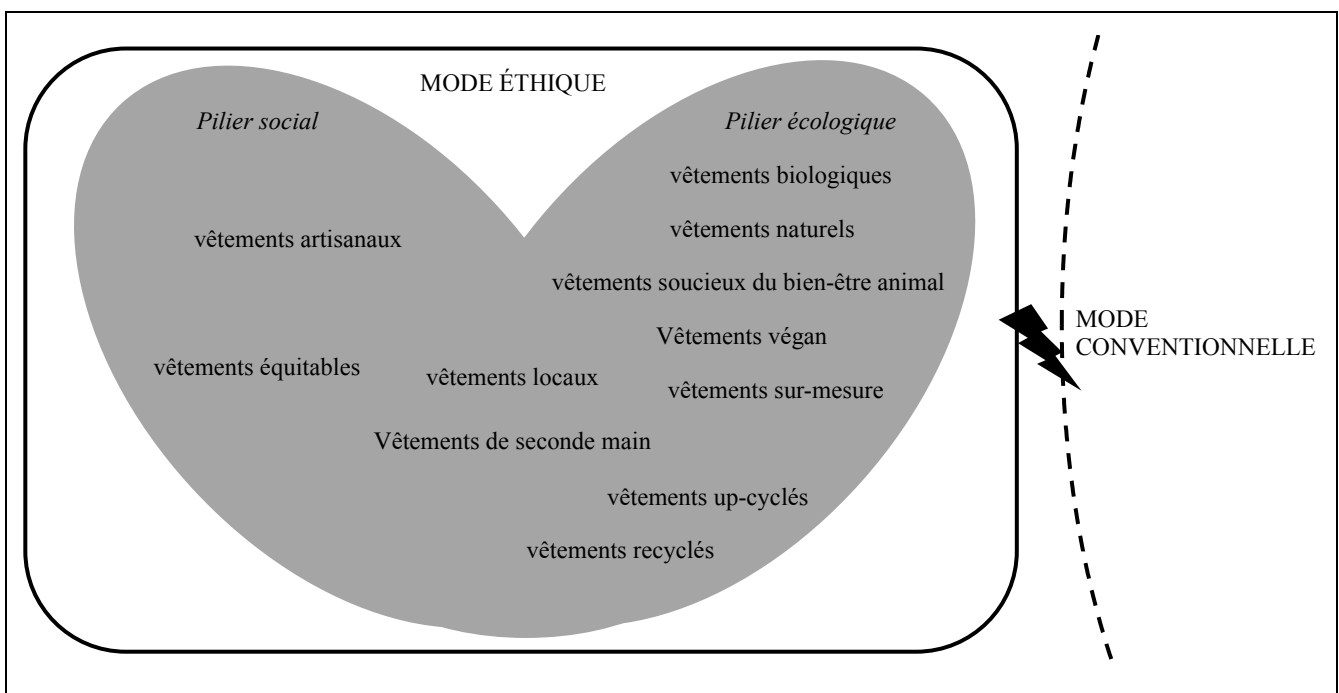 MODE ÉTHIQUE
Pilier social
Pilier écologique
vêtements biologiques
vêtements naturels
vêtements artisanaux
vêtements soucieux du bien-être animal
Vêtements végan
MODE
CONVENTIONNELLE
vêtements équitables
vêtements locaux
vêtements sur-mesure
Vêtements de seconde main
vêtements up-cyclés
vêtements recyclés